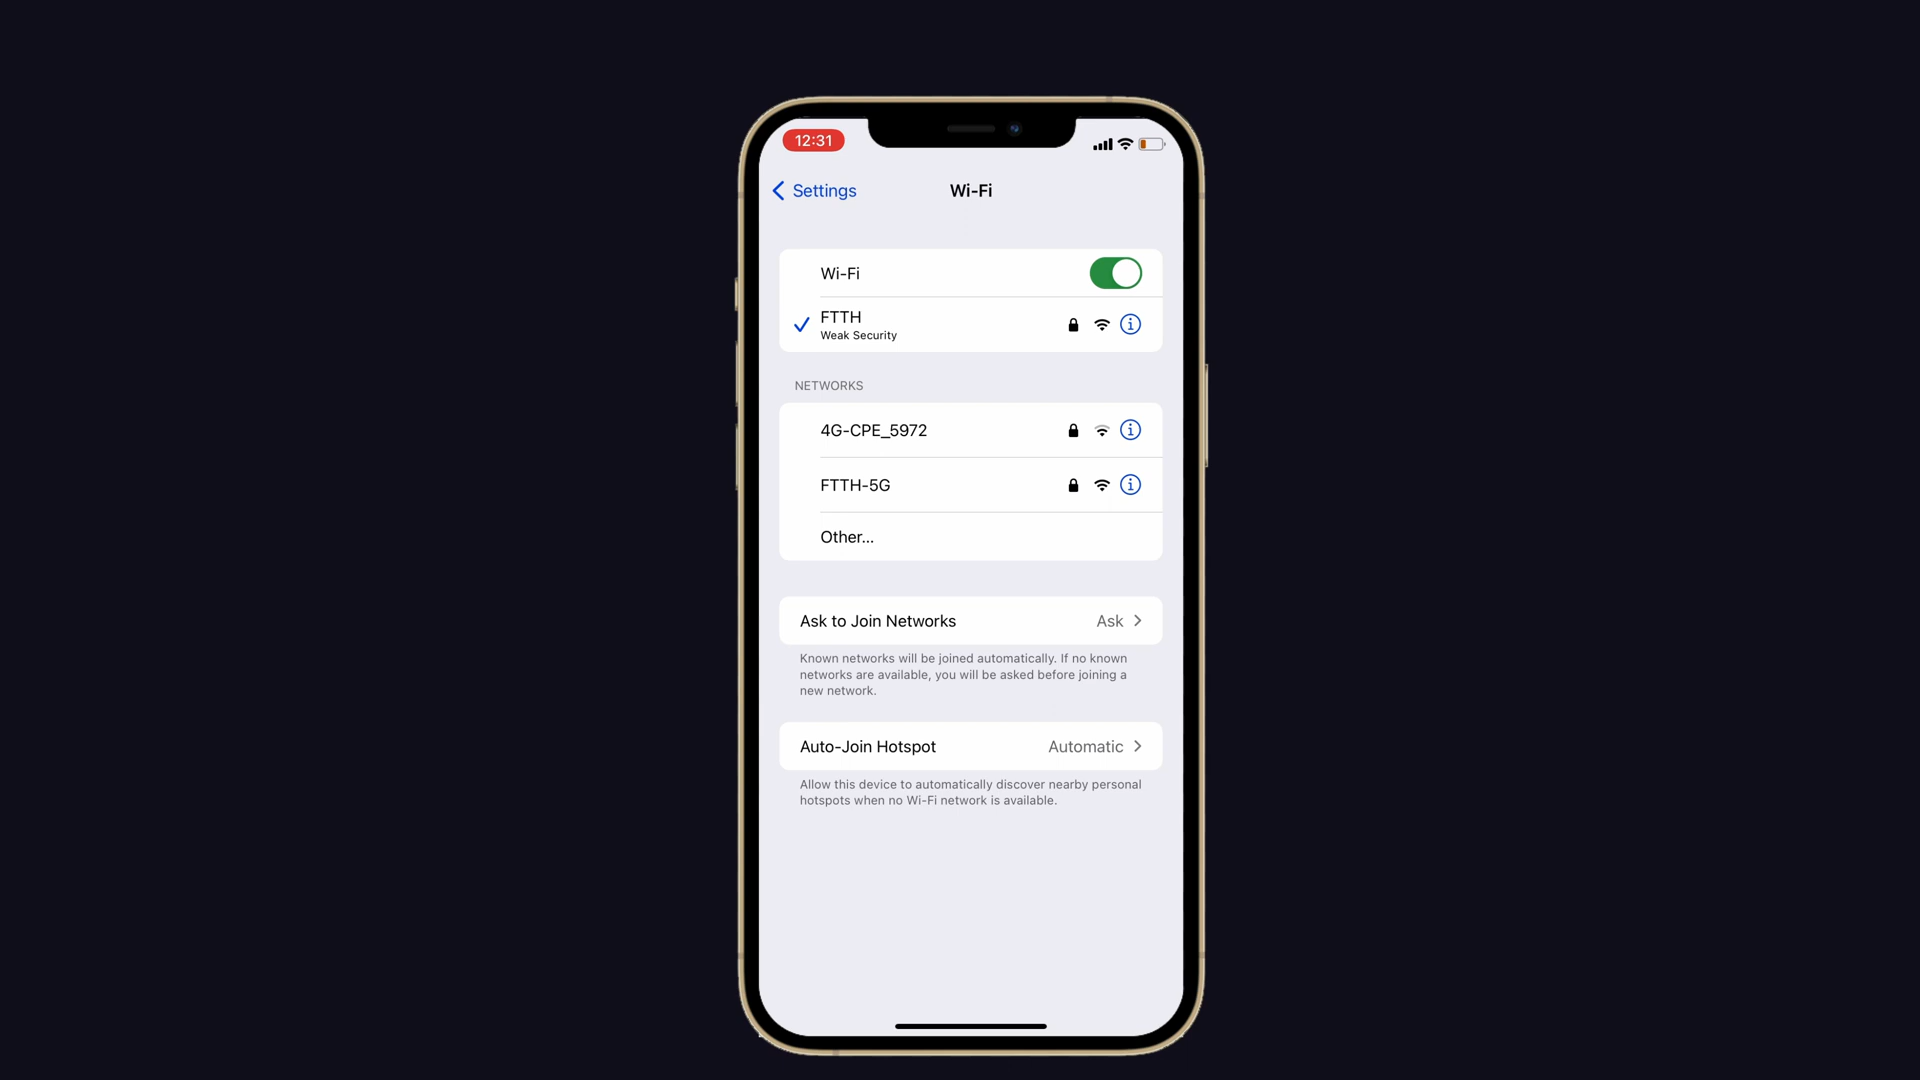 12:31
Settings
Wi-Fi
Wi-Fi
FTTH
Weak Security
NETWORKS
4G-CPE_5972
FTTH-5G
Other...
Ask to Join Networks Ask
Known networks will be joined automatically. If no known
networks are available, you will be asked before joining a
new network.
Auto-Join Hotspot Automatic
Allow this device to automatically discover nearby personal
hotspots when no Wi-Fi network is available.